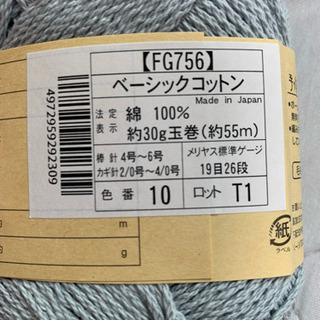 【FG756】
ベーシックコットン
Made in Japan
法定 綿 100%
表示 約30g玉巻(約55m)
棒針 4号~6号 メリヤス標準ゲージ
カギ針2/0号~4/0号 19目26段
色番 10 ロット T1
4972959292309
m
g
m
g
紙
ラベル